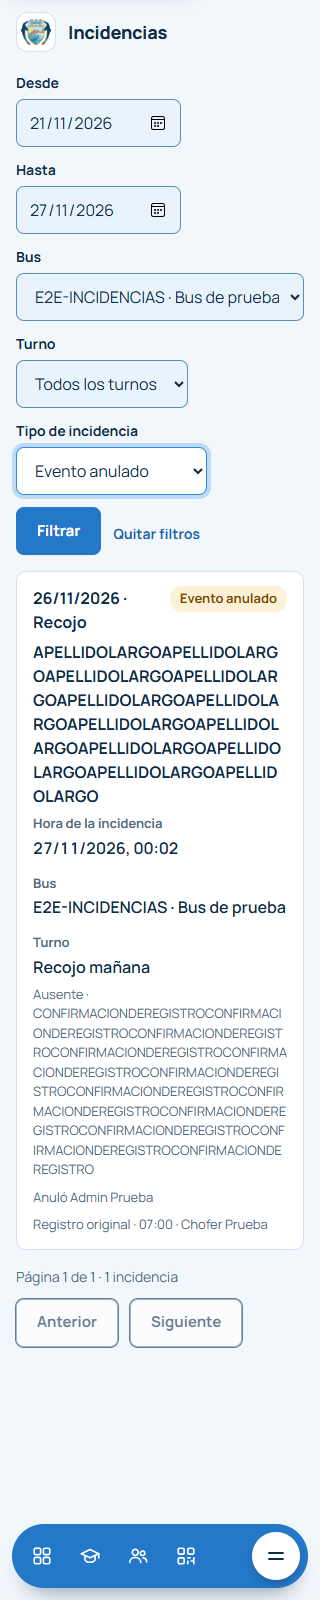 Incidencias
Desde
21/11/2026
Hasta
27/11/2026
Bus
E2E-INCIDENCIAS · Bus de prueba
Turno
Todos los turnos
Tipo de incidencia
Evento anulado
Filtrar
Quitar filtros
26/11/2026 ·
Recojo
Evento anulado
APELLIDOLARGOAPELLIDOLARG
OAPELLIDOLARGOAPELLIDOLAR
GOAPELLIDOLARGOAPELLIDOLA
RGOAPELLIDOLARGOAPELLIDOL
ARGOAPELLIDOLARGOAPELLIDO
LARGOAPELLIDOLARGOAPELLID
OLARGO
Hora de la incidencia
27/11/2026, 00:02
Bus
E2E-INCIDENCIAS · Bus de prueba
Turno
Recojo mañana
Ausente ·
CONFIRMACIONDEREGISTROCONFIRMACI
ONDEREGISTROCONFIRMACIONDEREGIST
ROCONFIRMACIONDEREGISTROCONFIRMA
CIONDEREGISTROCONFIRMACIONDEREGI
STROCONFIRMACIONDEREGISTROCONFIR
MACIONDEREGISTROCONFIRMACIONDERE
GISTROCONFIRMACIONDEREGISTROCONF
IRMACIONDEREGISTROCONFIRMACIONDE
REGISTRO
Anuló Admin Prueba
Registro original · 07:00 · Chofer Prueba
Página 1 de 1 · 1 incidencia
Anterior
Siguiente